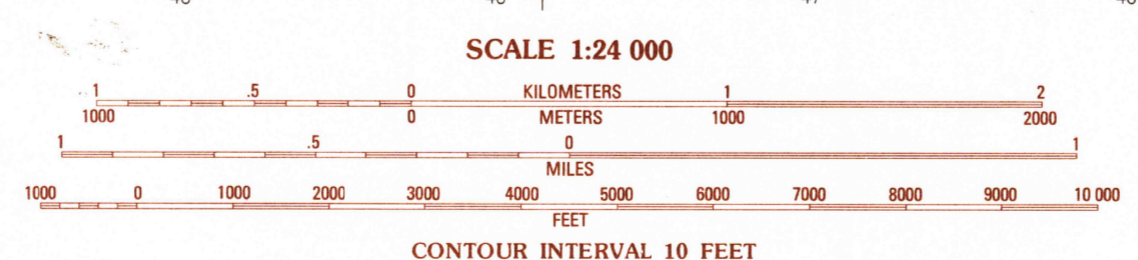 SCALE 1:24 000
1 .5 0 KILOMETERS 1 2
1000 0 METERS 1000 2000
1 .5 0 1
MILES
1000 0 1000 2000 3000 4000 5000 6000 7000 8000 9000 10 000
FEET
CONTOUR INTERVAL 10 FEET